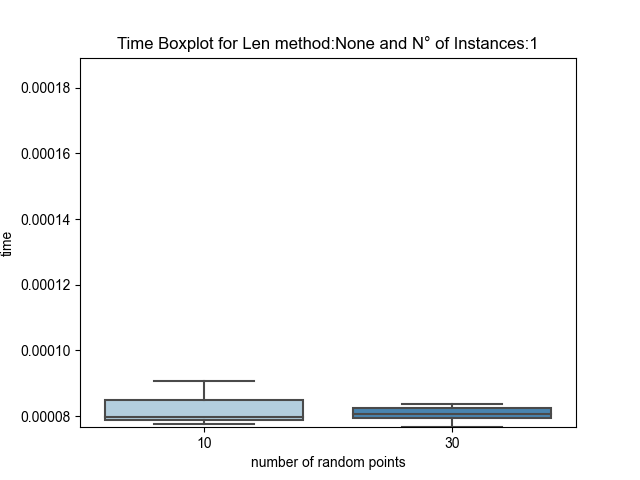 Time Boxplot for Len method:None and N° of Instances:1
0.00018
0.00016
0.00014
time
0.00012
0.00010
0.00008
10
30
number of random points